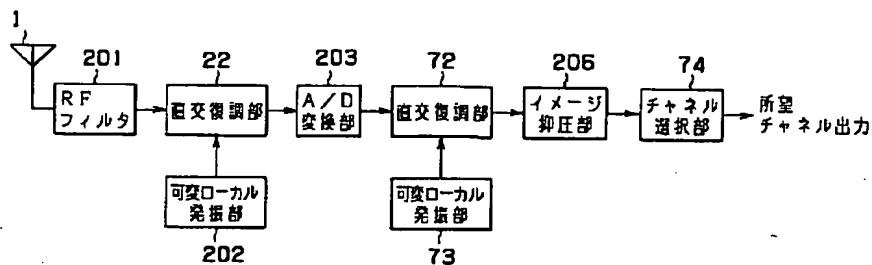 1
201
22
203
72
206
74
RF
フィルタ
直交復調部
A/D
変換部
直交復調部
イメージ
抑圧部
チャネル
選択部
所望
チャネル出力
可変ローカル
発振部
可変ローカル
発振部
202
73